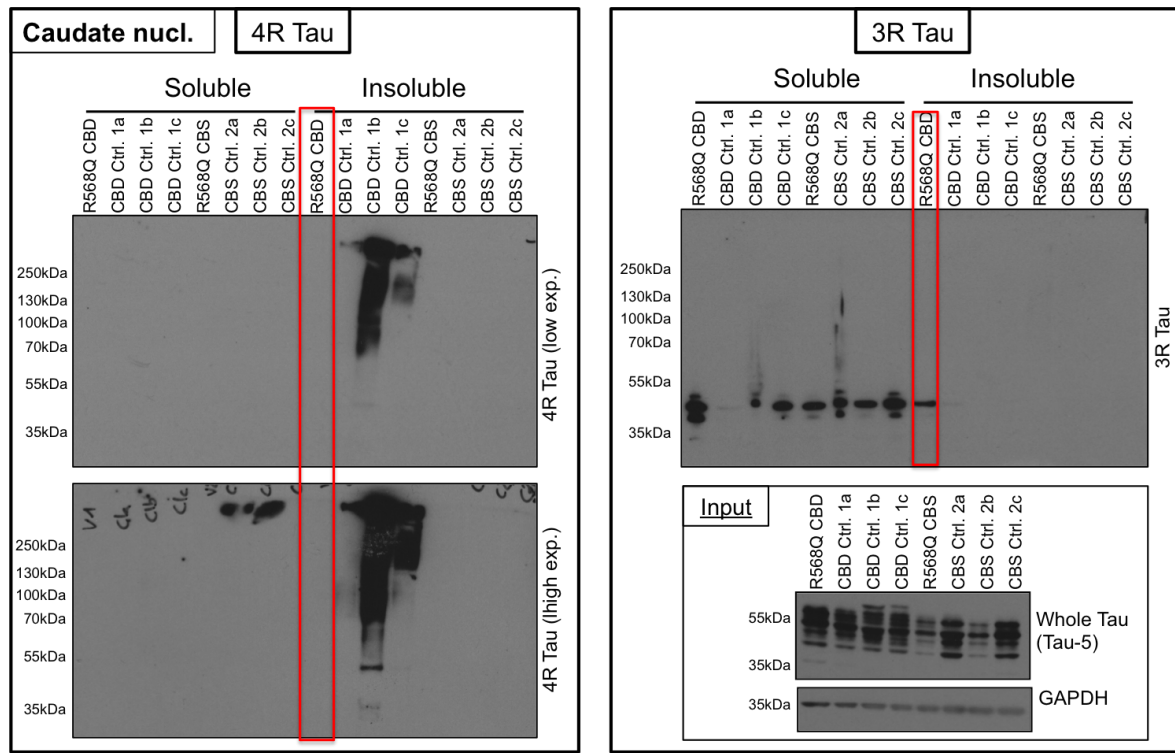 Caudate nucl.
4R Tau
Soluble
Insoluble
R568Q CBD
CBD Ctrl. 1a
CBD Ctrl. 1b
CBD Ctrl. 1c
R568Q CBS
CBS Ctrl. 2a
CBS Ctrl. 2b
CBS Ctrl. 2c
R568Q CBD
CBD Ctrl. 1a
CBD Ctrl. 1b
CBD Ctrl. 1c
R568Q CBS
CBS Ctrl. 2a
CBS Ctrl. 2b
CBS Ctrl. 2c
250kDa
130kDa
100kDa
70kDa
55kDa
35kDa
4R Tau (low exp.)
V1
C1a
C1b
C1c
250kDa
130kDa
100kDa
70kDa
55kDa
35kDa
4R Tau (lhigh exp.)
3R Tau
Soluble
Insoluble
R568Q CBD
CBD Ctrl. 1a
CBD Ctrl. 1b
CBD Ctrl. 1c
R568Q CBS
CBS Ctrl. 2a
CBS Ctrl. 2b
CBS Ctrl. 2c
R568Q CBD
CBD Ctrl. 1a
CBD Ctrl. 1b
CBD Ctrl. 1c
R568Q CBS
CBS Ctrl. 2a
CBS Ctrl. 2b
CBS Ctrl. 2c
250kDa
130kDa
100kDa
70kDa
55kDa
35kDa
3R Tau
Input
R568Q CBD
CBD Ctrl. 1a
CBD Ctrl. 1b
CBD Ctrl. 1c
R568Q CBS
CBS Ctrl. 2a
CBS Ctrl. 2b
CBS Ctrl. 2c
55kDa
35kDa
Whole Tau
(Tau-5)
35kDa
GAPDH